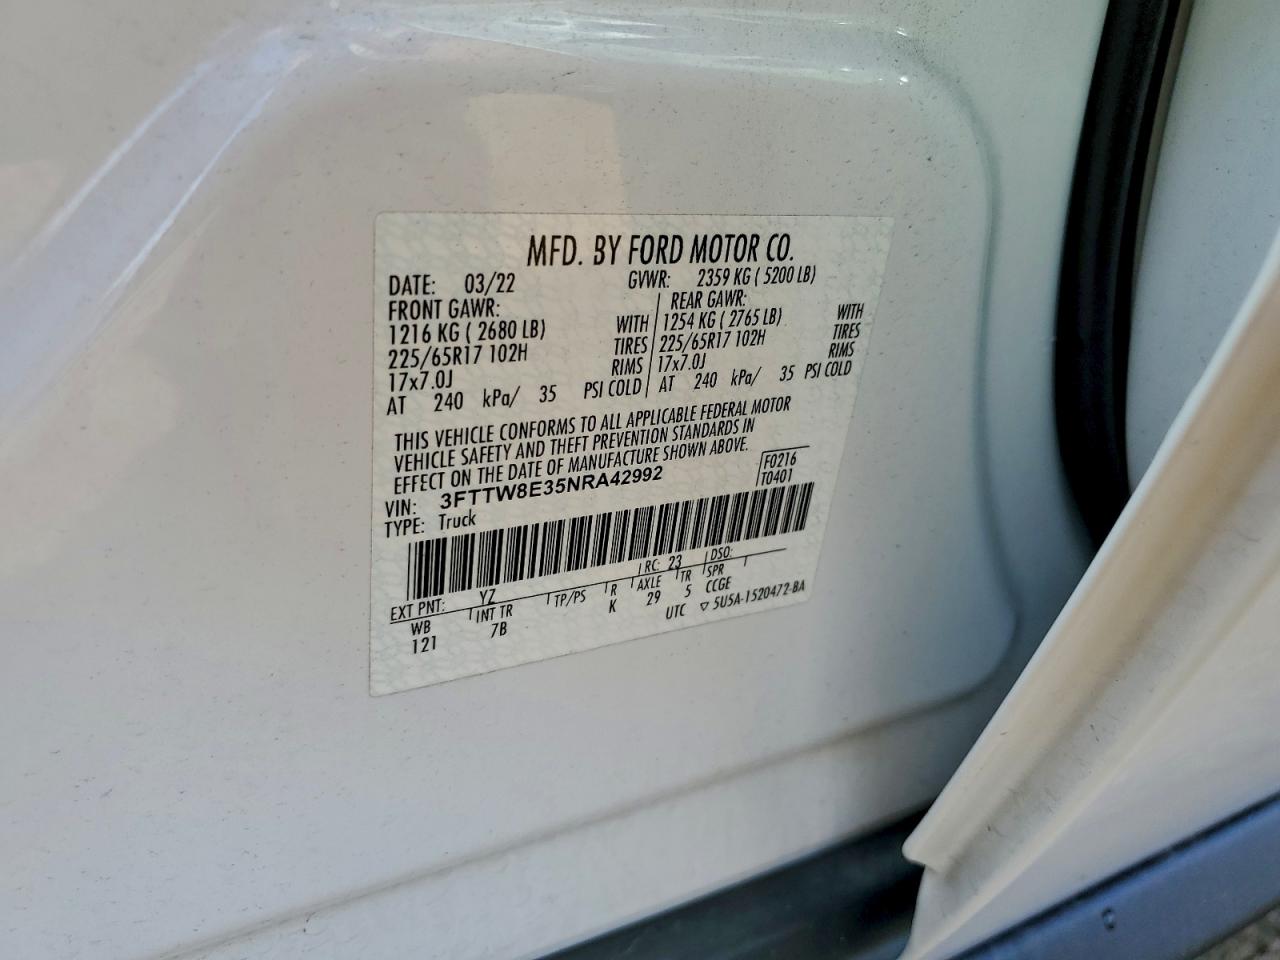 MFD. BY FORD MOTOR CO.
DATE: 03/22 GVWR: 2359 KG ( 5200 LB)
FRONT GAWR: REAR GAWR:
1216 KG ( 2680 LB) WITH 1254 KG ( 2765 LB) WITH
225/65R17 102H TIRES 225/65R17 102H TIRES
17x7.0J RIMS 17x7.0J RIMS
AT 240 kPa/ 35 PSI COLD AT 240 kPa/ 35 PSI COLD
THIS VEHICLE CONFORMS TO ALL APPLICABLE FEDERAL MOTOR
VEHICLE SAFETY AND THEFT PREVENTION STANDARDS IN
EFFECT ON THE DATE OF MANUFACTURE SHOWN ABOVE.
VIN: 3FTTW8E35NRA42992 F0216
TYPE: Truck T0401
EXT PNT: YZ RC: 23 DSO:
WB INT TR TP/PS R AXLE TR SPR
121 7B K 29 5 CCGE
UTC ▽ 5U5A-1520472-BA